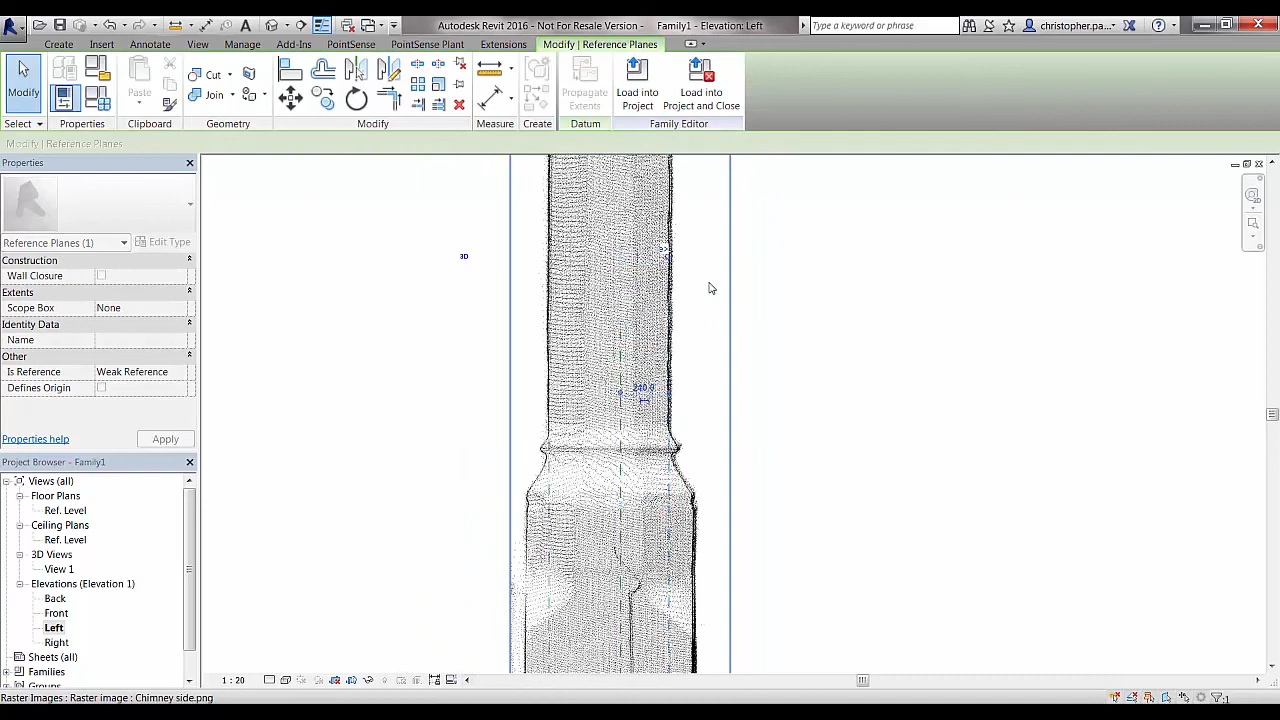 Autodesk Revit 2016 - Not For Resale Version - Family1 - Elevation: Left
Type a keyword or phrase
christopher.pa...
Create Insert Annotate View Manage Add-Ins PointSense PointSense Plant Extensions Modify | Reference Planes
Modify
Paste
Cut
Join
Propagate Extents
Load into Project
Load into Project and Close
Select Properties Clipboard Geometry Modify Measure Create Datum Family Editor
Modify | Reference Planes
Properties
Reference Planes (1) Edit Type
Construction
Wall Closure
Extents
Scope Box None
Identity Data
Name
Other
Is Reference Weak Reference
Defines Origin
Properties help Apply
Project Browser - Family1
Views (all)
Floor Plans
Ref. Level
Ceiling Plans
Ref. Level
3D Views
View 1
Elevations (Elevation 1)
Back
Front
Left
Right
Sheets (all)
Families
Groups
3D
240.0
1 : 20
Raster Images : Raster image : Chimney side.png
:1